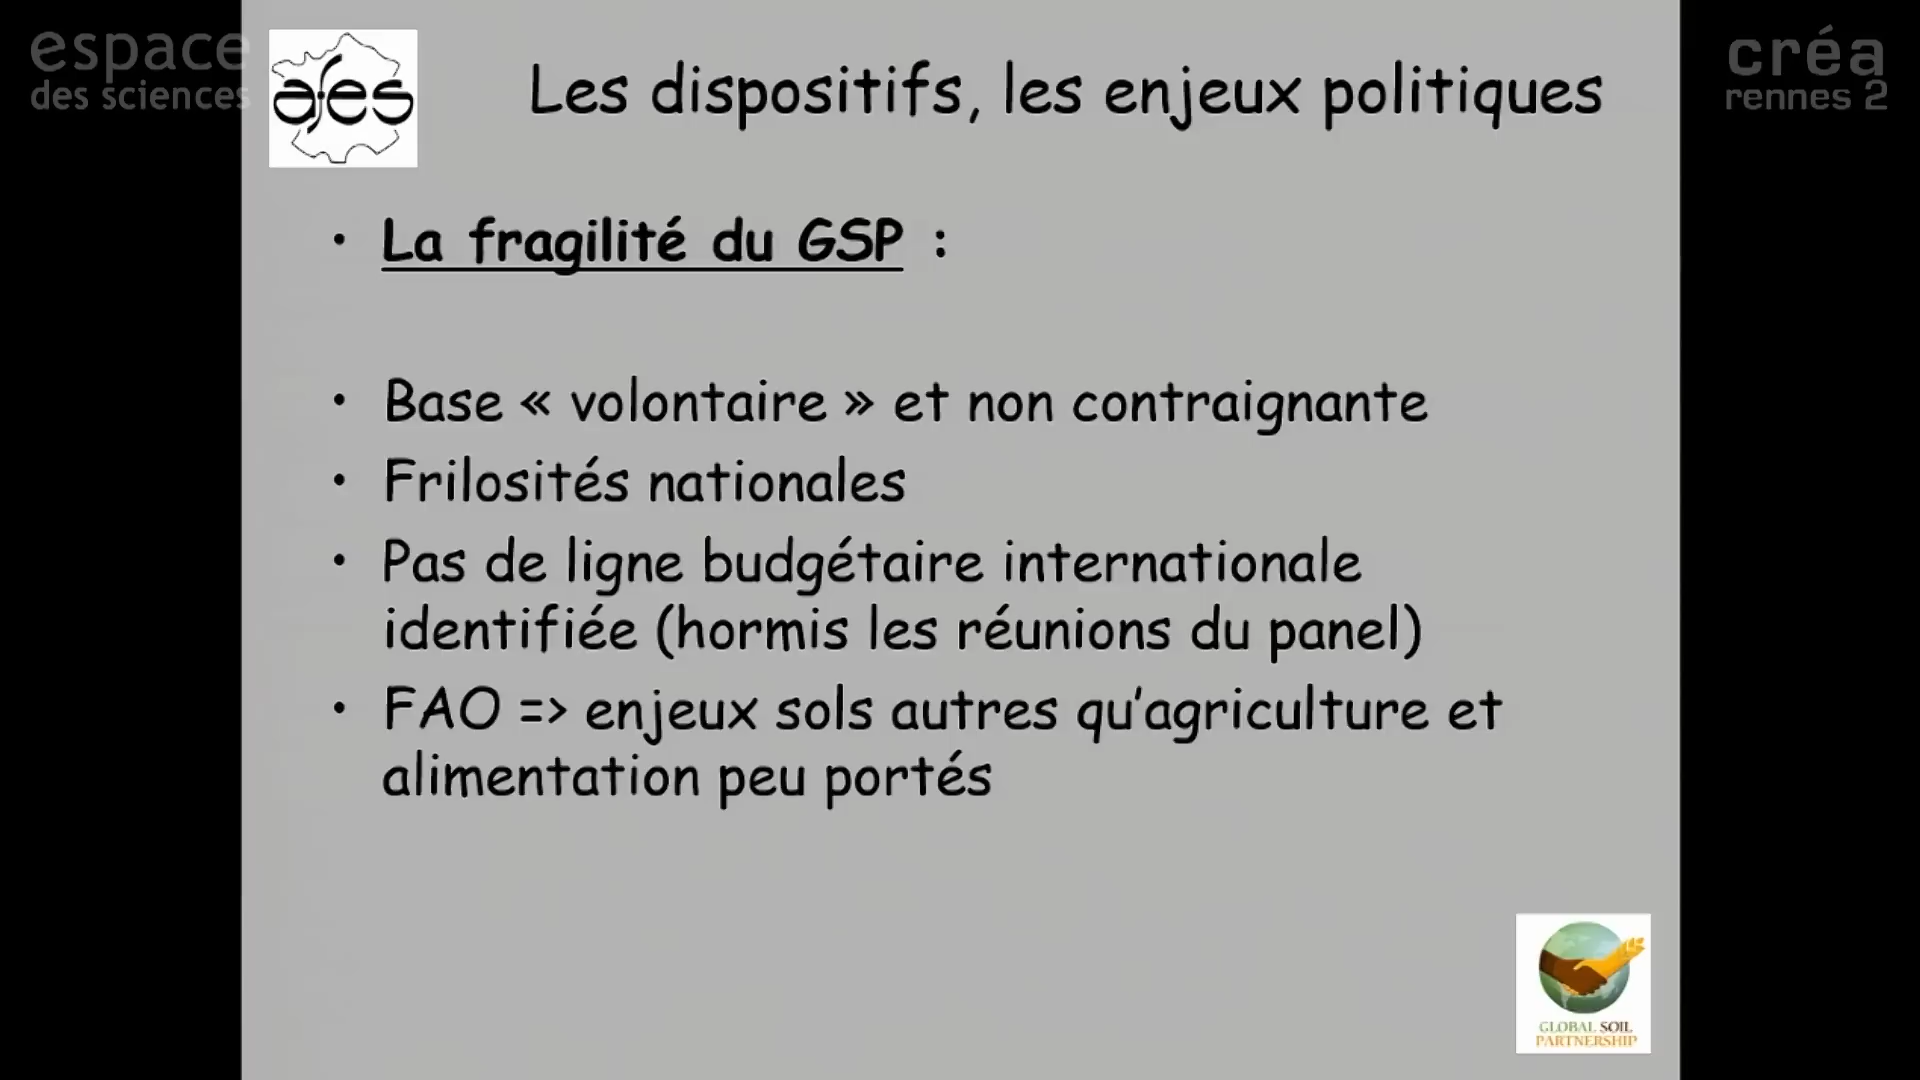 espace
des sciences
afes
créa
rennes 2
Les dispositifs, les enjeux politiques
• La fragilité du GSP :
• Base « volontaire » et non contraignante
• Frilosités nationales
• Pas de ligne budgétaire internationale
identifiée (hormis les réunions du panel)
• FAO => enjeux sols autres qu'agriculture et
alimentation peu portés
GLOBAL SOIL
PARTNERSHIP